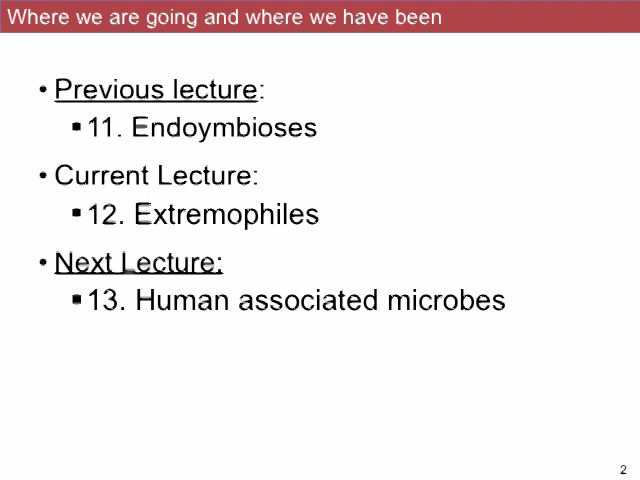 Where we are going and where we have been
• Previous lecture:
▪ 11. Endoymbioses
• Current Lecture:
▪ 12. Extremophiles
• Next Lecture:
▪ 13. Human associated microbes
2